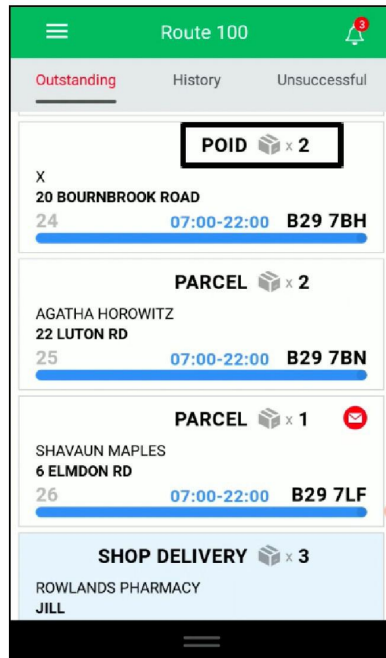 Route 100
3
Outstanding History Unsuccessful
POID x 2
X
20 BOURNBROOK ROAD
24 07:00-22:00 B29 7BH
PARCEL x 2
AGATHA HOROWITZ
22 LUTON RD
25 07:00-22:00 B29 7BN
PARCEL x 1
SHAVAUN MAPLES
6 ELMDON RD
26 07:00-22:00 B29 7LF
SHOP DELIVERY x 3
ROWLANDS PHARMACY
JILL